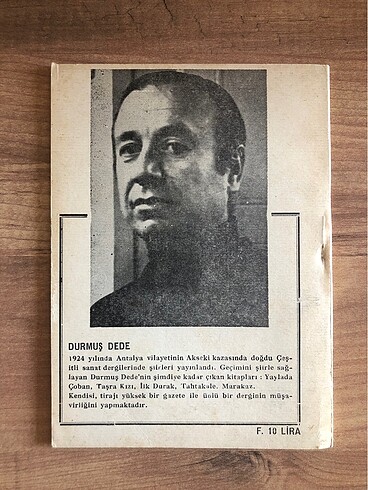 DURMUŞ DEDE
1924 yılında Antalya vilayetinin Akseki kazasında doğdu Çeş-
itli sanat dergilerinde şiirleri yayınlandı. Geçimini şiirle sağ-
layan Durmuş Dede'nin şimdiye kadar çıkan kitapları : Yaylada
Çoban, Taşra Kızı, İlk Durak, Tahtakale. Marakaz.
Kendisi, tirajı yüksek bir gazete ile ünlü bir derginin müşa-
virliğini yapmaktadır.
F. 10 LİRA